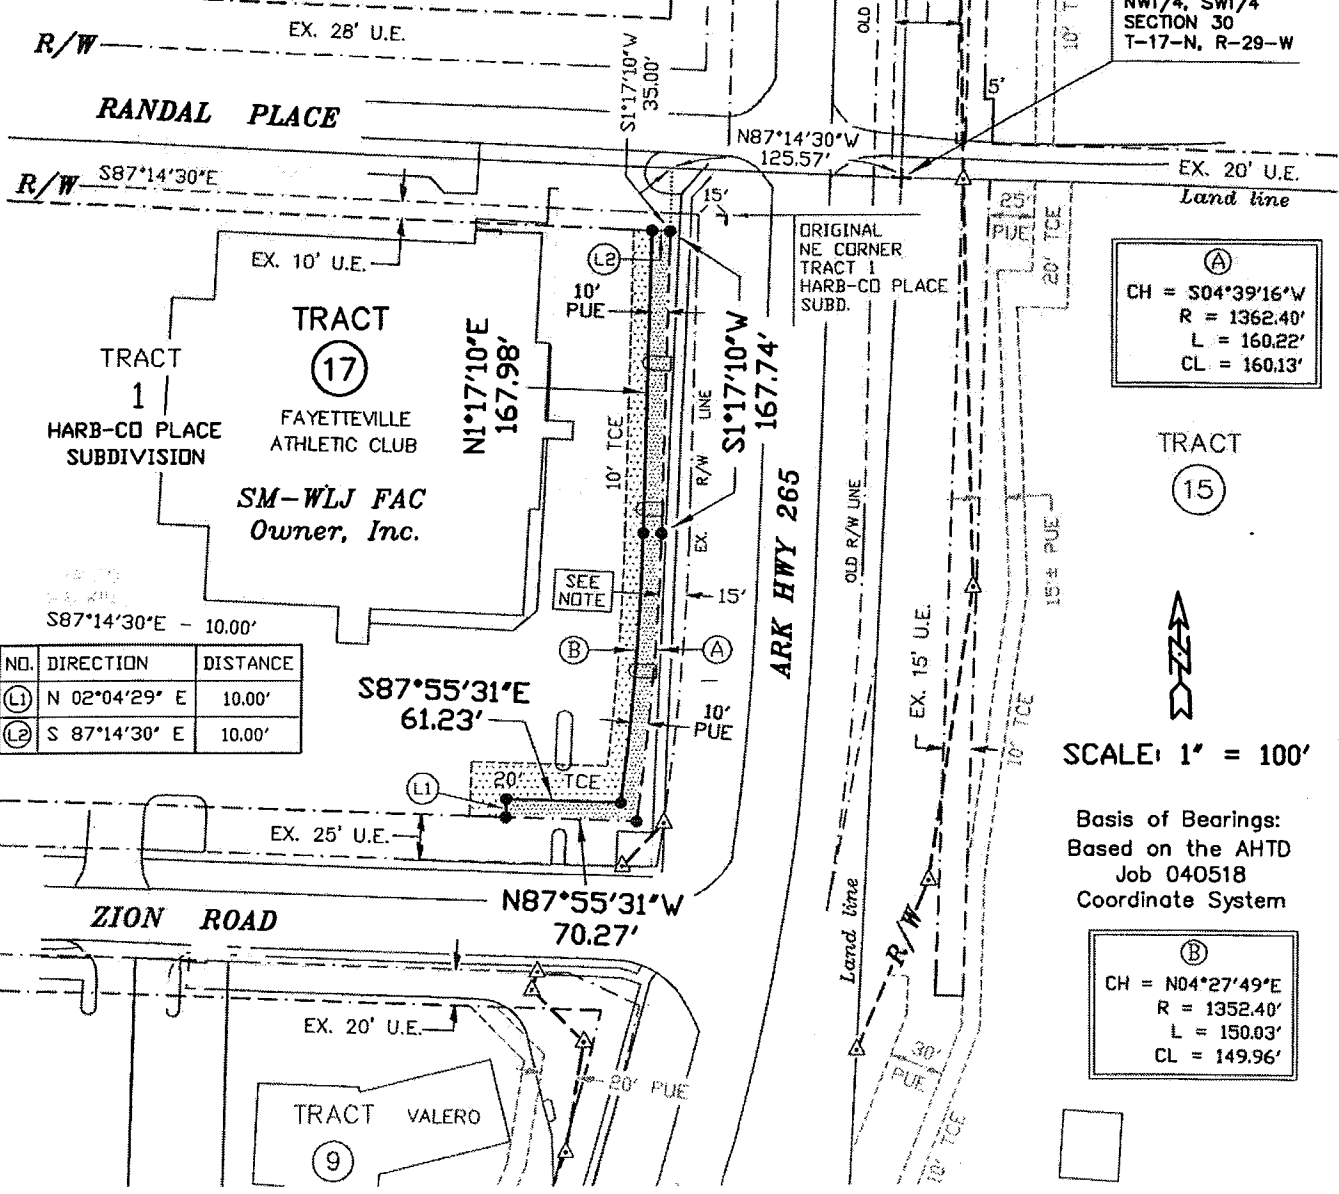 EX. 28' U.E.
R/W
RANDAL PLACE
S1°17'10"W
35.00'
OLD
10' T
NW1/4, SW1/4
SECTION 30
T-17-N, R-29-W
5'
N87°14'30"W
125.57'
EX. 20' U.E.
Land line
R/W
S87°14'30"E
15'
25'
PUE
20' TCE
ORIGINAL
NE CORNER
TRACT 1
HARB-CO PLACE
SUBD.
EX. 10' U.E.
L2
10'
PUE
A
CH = S04°39'16"W
R = 1362.40'
L = 160.22'
CL = 160.13'
TRACT
17
FAYETTEVILLE
ATHLETIC CLUB
SM-WLJ FAC
Owner, Inc.
TRACT
1
HARB-CO PLACE
SUBDIVISION
N1°17'10"E
167.98'
10' TCE
S1°17'10"W
167.74'
EX. R/W LINE
ARK HWY 265
OLD R/W LINE
TRACT
15
15'± PUE
SEE
NOTE
15'
B
A
S87°14'30"E - 10.00'
NO. DIRECTION DISTANCE
L1 N 02°04'29" E 10.00'
L2 S 87°14'30" E 10.00'
S87°55'31"E
61.23'
10'
PUE
EX. 15' U.E.
10' TCE
SCALE: 1" = 100'
20' TCE
L1
EX. 25' U.E.
Basis of Bearings:
Based on the AHTD
Job 040518
Coordinate System
N87°55'31"W
70.27'
ZION ROAD
Land line
R/W
B
CH = N04°27'49"E
R = 1352.40'
L = 150.03'
CL = 149.96'
EX. 20' U.E.
30'
PUE
20' PUE
TRACT VALERO
9
10' TCE